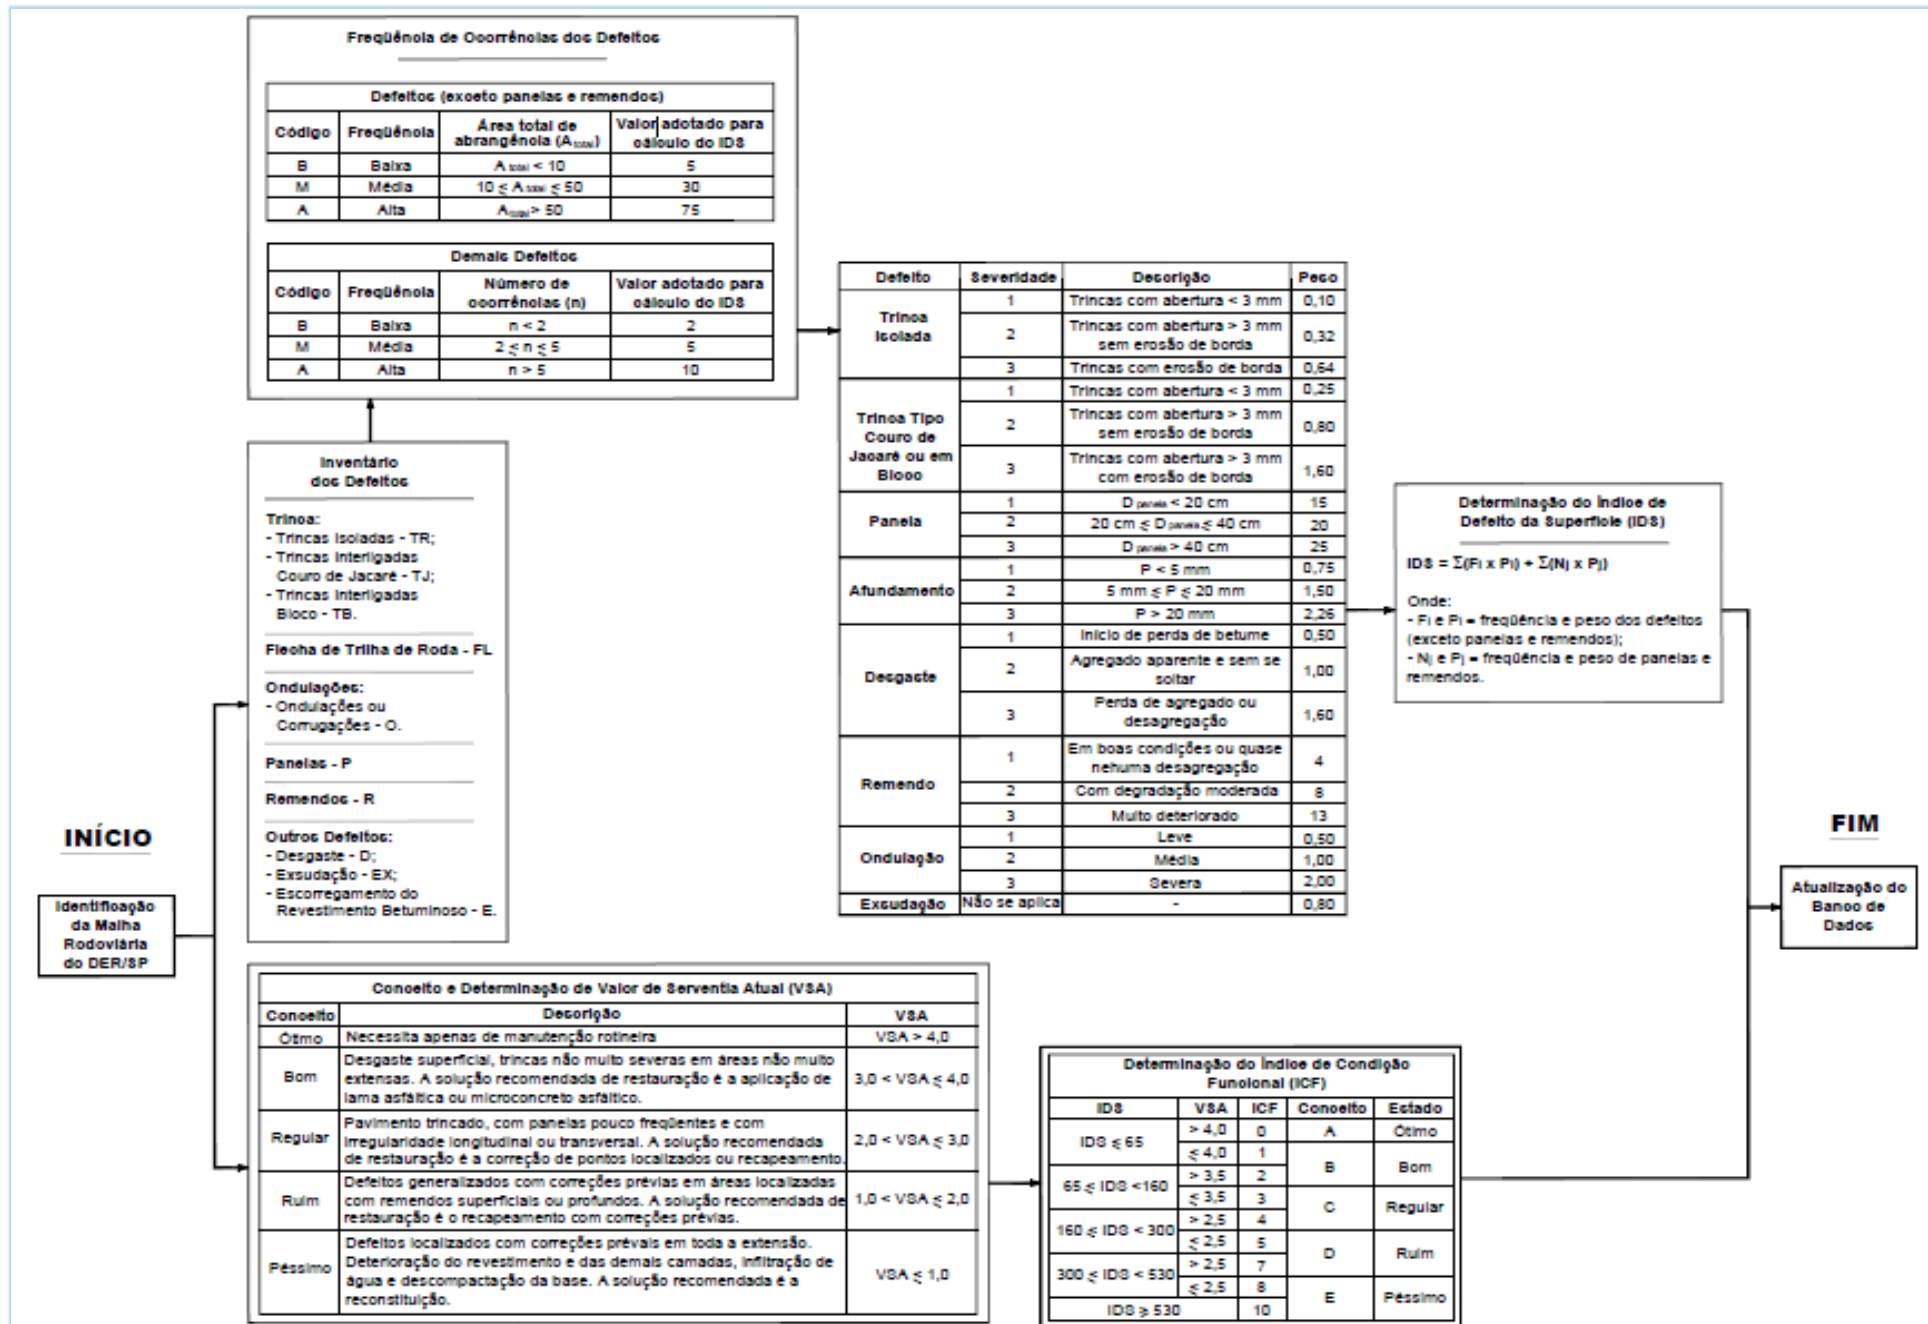 Freqüência de Ocorrências dos Defeitos
Defeitos (exceto panelas e remendos)
Código Freqüência Área total de abrangência (A total) Valor adotado para cálculo do IDS
B Baixa A total < 10 5
M Média 10 ≤ A total ≤ 50 30
A Alta A total > 50 75
Demais Defeitos
Código Freqüência Número de ocorrências (n) Valor adotado para cálculo do IDS
B Baixa n < 2 2
M Média 2 ≤ n ≤ 5 5
A Alta n > 5 10
Inventário
dos Defeitos
Trinca:
- Trincas Isoladas - TR;
- Trincas Interligadas
Couro de Jacaré - TJ;
- Trincas Interligadas
Bloco - TB.
Flecha de Trilha de Roda - FL
Ondulações:
- Ondulações ou
Corrugações - O.
Panelas - P
Remendos - R
Outros Defeitos:
- Desgaste - D;
- Exsudação - EX;
- Escorregamento do
Revestimento Betuminoso - E.
INÍCIO
Identificação
da Malha
Rodoviária
do DER/SP
Defeito Severidade Descrição Peso
Trinca Isolada
1 Trincas com abertura < 3 mm 0,10
2 Trincas com abertura > 3 mm sem erosão de borda 0,32
3 Trincas com erosão de borda 0,64
Trinca Tipo Couro de Jacaré ou em Bloco
1 Trincas com abertura < 3 mm 0,25
2 Trincas com abertura > 3 mm sem erosão de borda 0,80
3 Trincas com abertura > 3 mm com erosão de borda 1,60
Panela
1 D panela < 20 cm 15
2 20 cm ≤ D panela ≤ 40 cm 20
3 D panela > 40 cm 25
Afundamento
1 P < 5 mm 0,75
2 5 mm ≤ P ≤ 20 mm 1,50
3 P > 20 mm 2,26
Desgaste
1 Início de perda de betume 0,50
2 Agregado aparente e sem se soltar 1,00
3 Perda de agregado ou desagregação 1,60
Remendo
1 Em boas condições ou quase nehuma desagregação 4
2 Com degradação moderada 8
3 Muito deteriorado 13
Ondulação
1 Leve 0,50
2 Média 1,00
3 Severa 2,00
Exsudação Não se aplica - 0,80
Determinação do Índice de
Defeito da Superfície (IDS)
IDS = Σ(Fi x Pi) + Σ(Nj x Pj)
Onde:
- Fi e Pi = freqüência e peso dos defeitos
(exceto panelas e remendos);
- Nj e Pj = freqüência e peso de panelas e
remendos.
FIM
Atualização do
Banco de
Dados
Conceito e Determinação de Valor de Serventia Atual (VSA)
Conceito Descrição VSA
Ótimo Necessita apenas de manutenção rotineira VSA > 4,0
Bom
Desgaste superficial, trincas não muito severas em áreas não muito
extensas. A solução recomendada de restauração é a aplicação de
lama asfáltica ou microconcreto asfáltico.
3,0 < VSA ≤ 4,0
Regular
Pavimento trincado, com panelas pouco freqüentes e com
irregularidade longitudinal ou transversal. A solução recomendada
de restauração é a correção de pontos localizados ou recapeamento.
2,0 < VSA ≤ 3,0
Ruim
Defeitos generalizados com correções prévias em áreas localizadas
com remendos superficiais ou profundos. A solução recomendada de
restauração é o recapeamento com correções prévias.
1,0 < VSA ≤ 2,0
Péssimo
Defeitos localizados com correções prévais em toda a extensão.
Deterioração do revestimento e das demais camadas, infiltração de
água e descompactação da base. A solução recomendada é a
reconstituição.
VSA ≤ 1,0
Determinação do Índice de Condição
Funcional (ICF)
IDS VSA ICF Conceito Estado
IDS ≤ 65 > 4,0 0 A Ótimo
≤ 4,0 1 B Bom
65 ≤ IDS <160 > 3,5 2
≤ 3,5 3 C Regular
160 ≤ IDS < 300 > 2,5 4
≤ 2,5 5 D Ruim
300 ≤ IDS < 530 > 2,5 7
≤ 2,5 8 E Péssimo
IDS ≥ 530 10